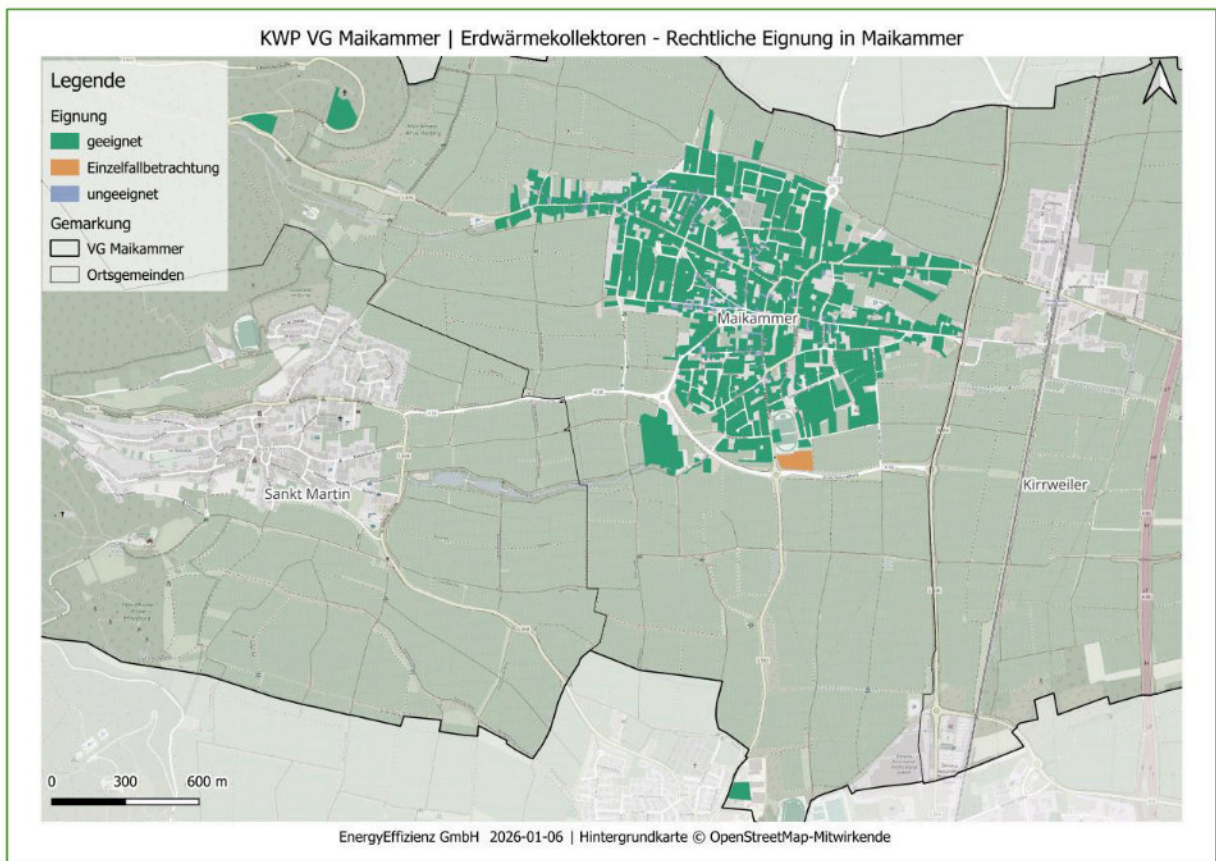 KWP VG Maikammer | Erdwärmekollektoren - Rechtliche Eignung in Maikammer
Legende
Eignung
geeignet
Einzelfallbetrachtung
ungeeignet
Gemarkung
VG Maikammer
Ortsgemeinden
Maikammer
Sankt Martin
Kirrweiler
0 300 600 m
EnergyEffizienz GmbH 2026-01-06 | Hintergrundkarte © OpenStreetMap-Mitwirkende